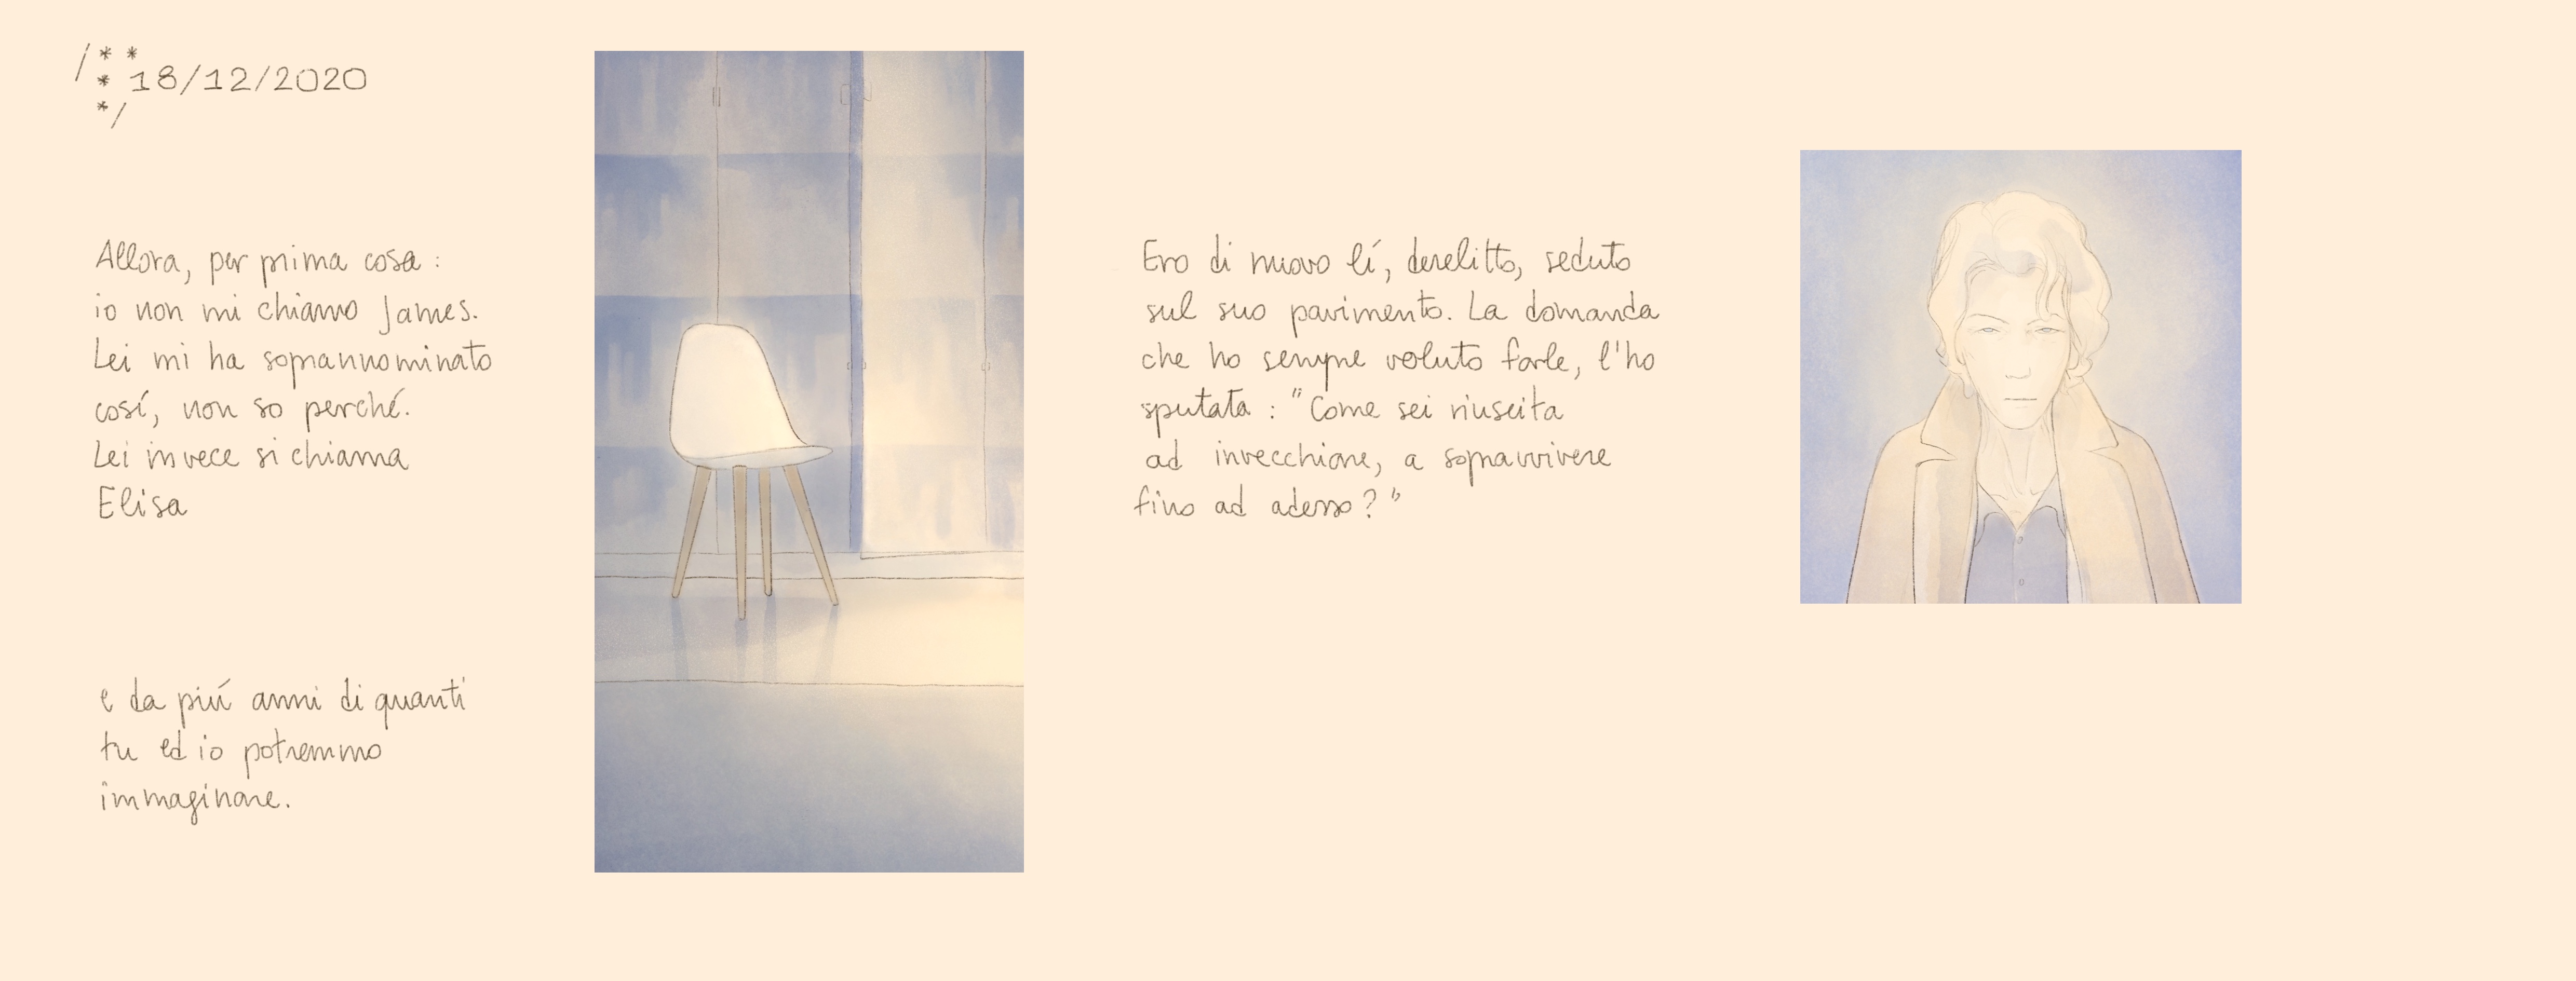 /**
* 18/12/2020
*/
Allora, per prima cosa:
io non mi chiamo James.
Lei mi ha soprannominato
cosí, non so perché.
Lei invece si chiama
Elisa
e da piú anni di quanti
tu ed io potremmo
immaginare.
Ero di nuovo lí, derelitto, seduto
sul suo pavimento. La domanda
che ho sempre voluto farle, l'ho
sputata: "Come sei riuscita
ad invecchiare, a sopravvivere
fino ad adesso?"